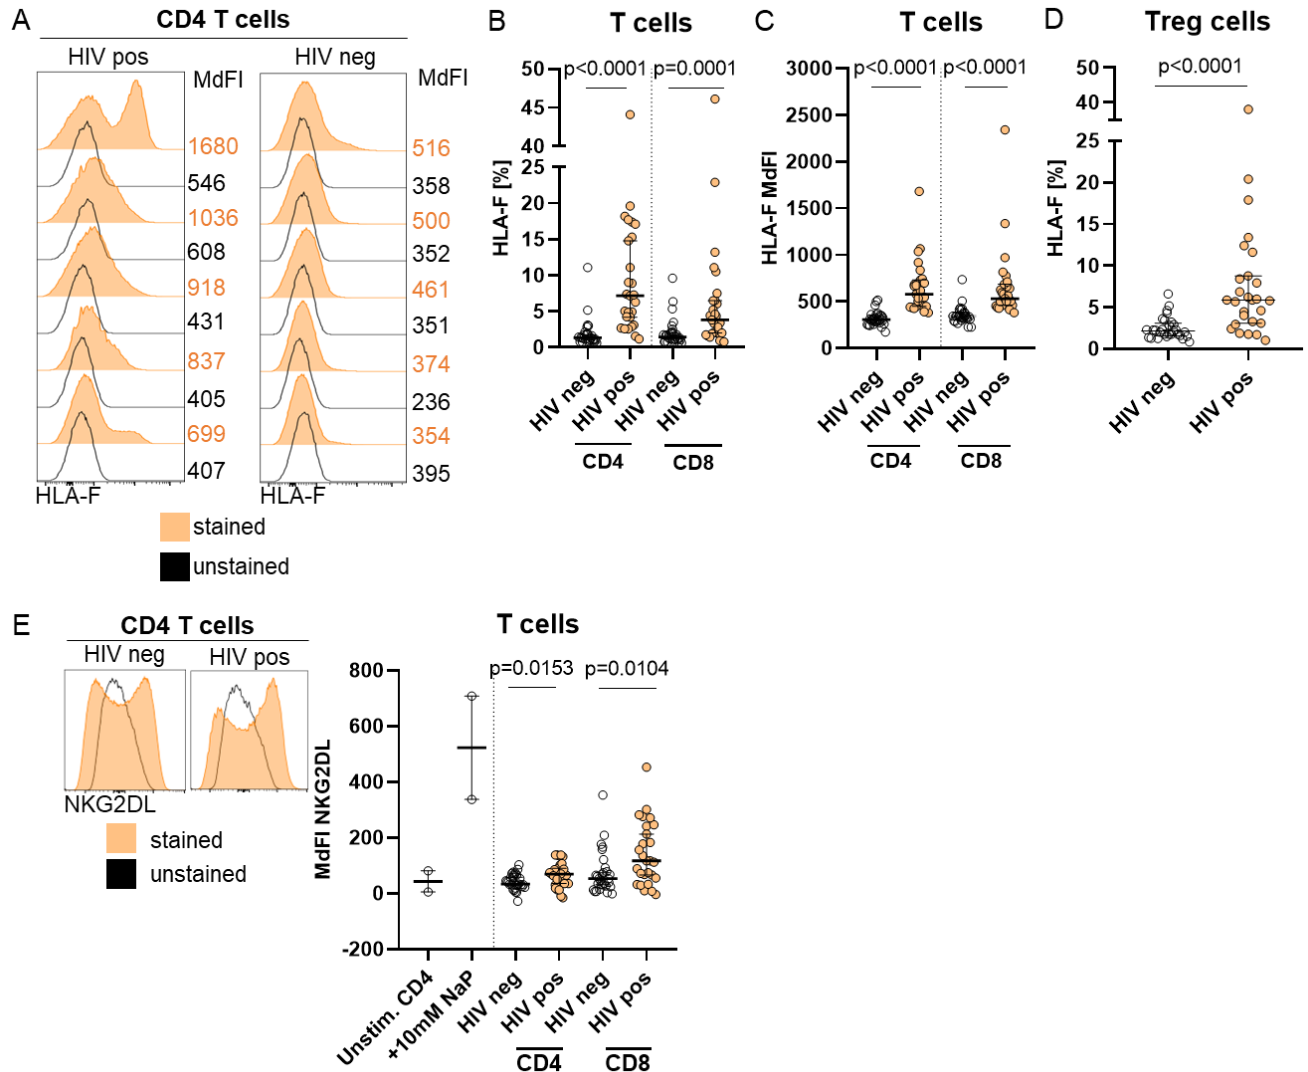 A
CD4 T cells
HIV pos
MdFI
HIV neg
MdFI
1680
546
1036
608
918
431
837
405
699
407
516
358
500
352
461
351
374
236
354
395
HLA-F
HLA-F
stained
unstained
B
T cells
p<0.0001
p=0.0001
HLA-F [%]
50
45
40
25
20
15
10
5
0
HIV neg
HIV pos
HIV neg
HIV pos
CD4
CD8
C
T cells
p<0.0001
p<0.0001
HLA-F MdFI
3000
2500
2000
1500
1000
500
0
HIV neg
HIV pos
HIV neg
HIV pos
CD4
CD8
D
Treg cells
p<0.0001
HLA-F [%]
50
40
25
20
15
10
5
0
HIV neg
HIV pos
E
CD4 T cells
HIV neg
HIV pos
NKG2DL
stained
unstained
T cells
p=0.0153
p=0.0104
MdFI NKG2DL
800
600
400
200
0
-200
Unstim. CD4
+10mM NaP
HIV neg
HIV pos
HIV neg
HIV pos
CD4
CD8